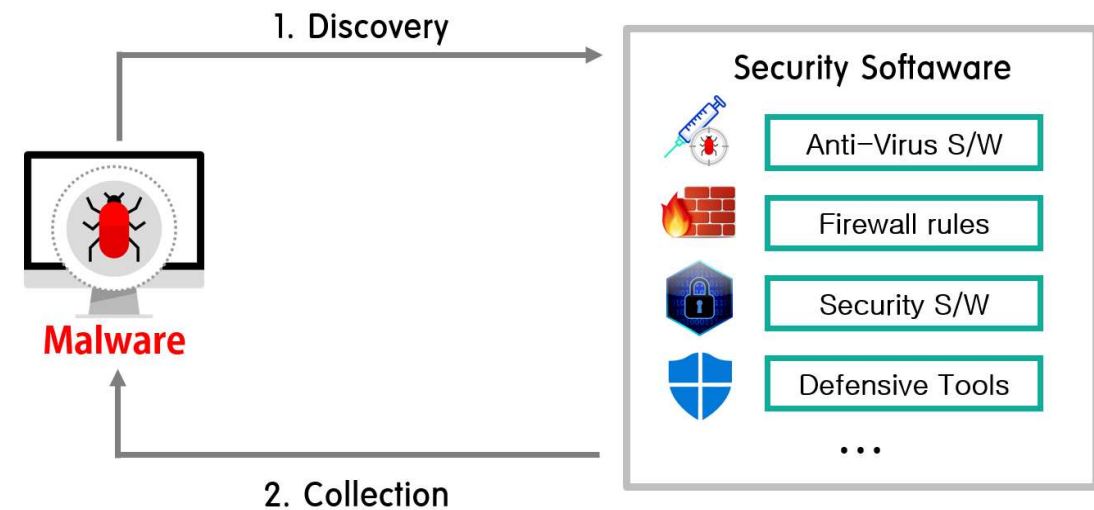 1. Discovery
Security Softaware
Anti-Virus S/W
Firewall rules
Security S/W
Malware
Defensive Tools
...
2. Collection